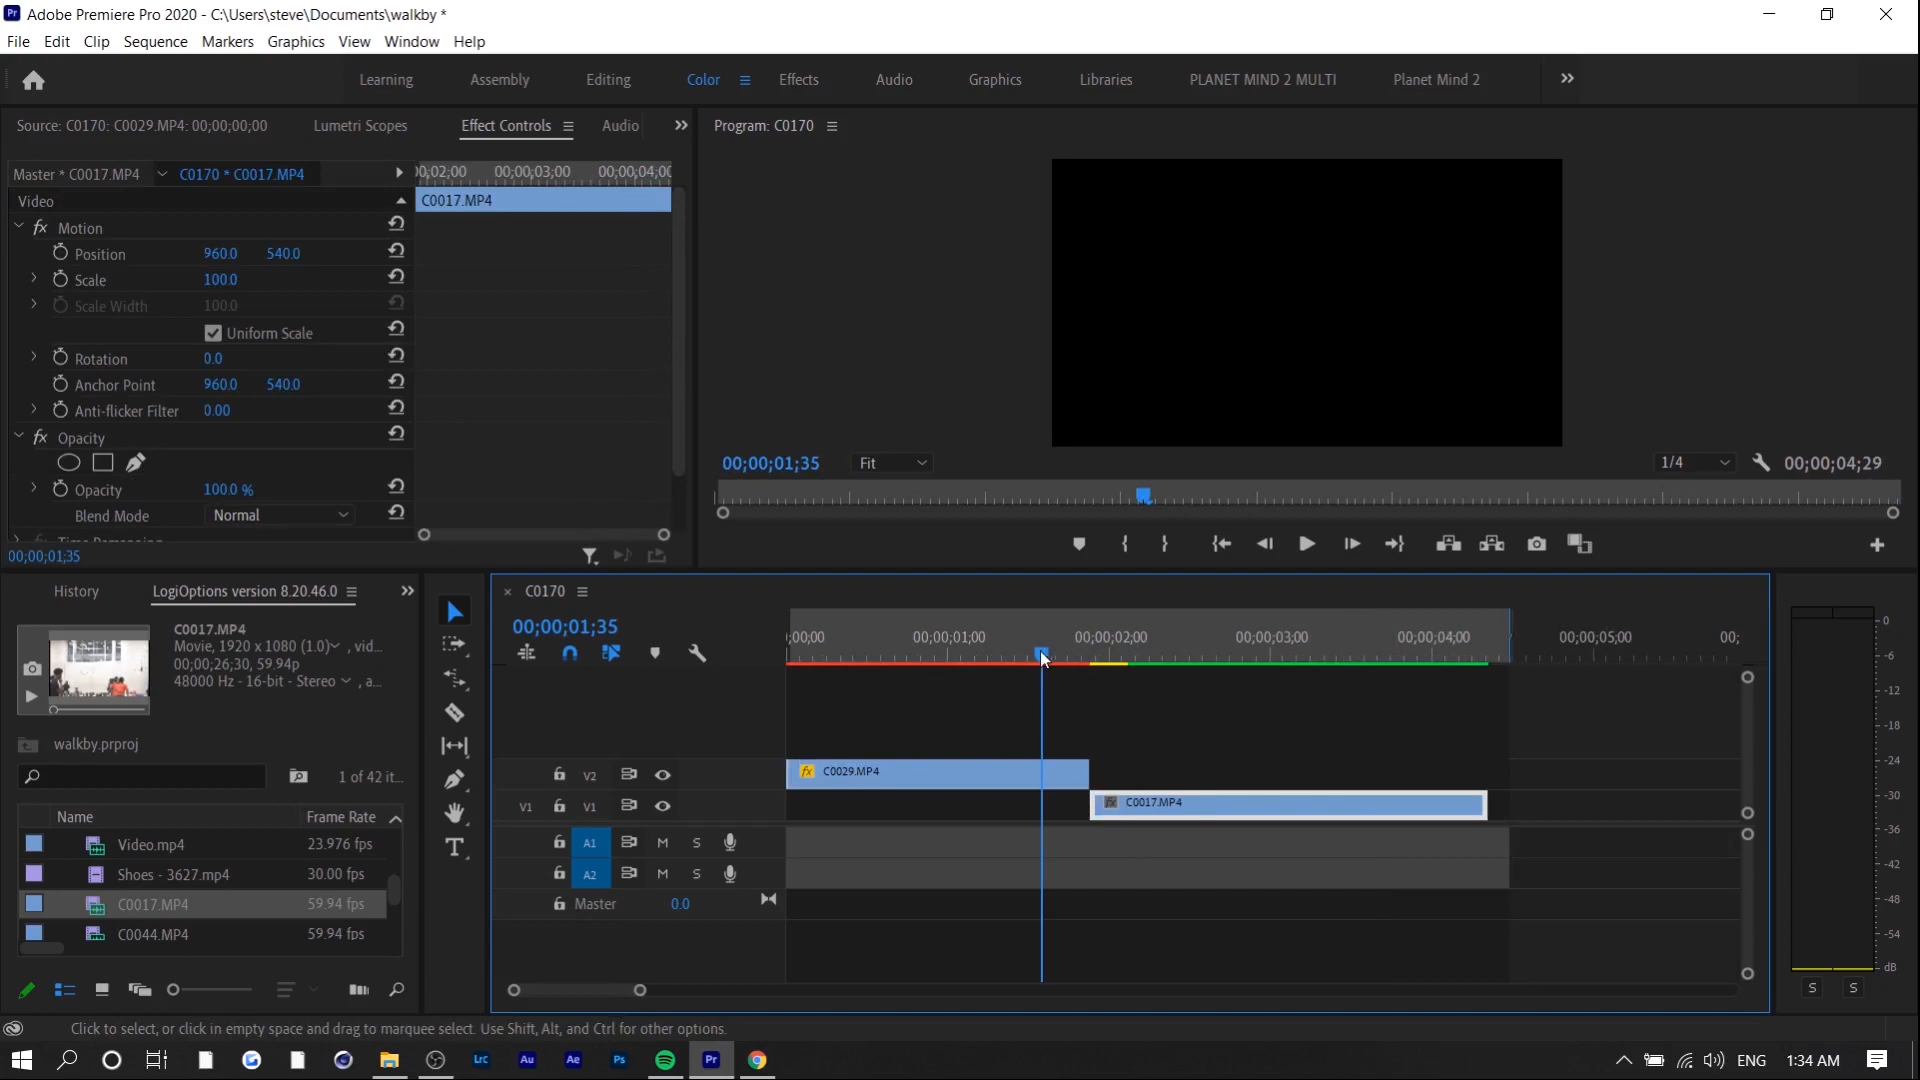 Adobe Premiere Pro 2020 - C:\Users\steve\Documents\walkby *
File Edit Clip Sequence Markers Graphics View Window Help
Learning Assembly Editing Color Effects Audio Graphics Libraries PLANET MIND 2 MULTI Planet Mind 2
Source: C0170: C0029.MP4: 00;00;00;00 Lumetri Scopes Effect Controls Audio
Program: C0170
Master * C0017.MP4 C0170 * C0017.MP4
00;00;03;00
Video
C0017.MP4
fx Motion
Position 960.0 540.0
Scale 100.0
Scale Width 100.0
Uniform Scale
Rotation 0.0
Anchor Point 960.0 540.0
Anti-flicker Filter 0.00
fx Opacity
Opacity 100.0 %
Blend Mode Normal
00;00;01;35
00;00;01;35 Fit 1/4 00;00;04;29
History LogiOptions version 8.20.46.0
C0017.MP4
Movie, 1920 x 1080 (1.0) , vid...
00;00;26;30, 59.94p
48000 Hz - 16-bit - Stereo , a...
walkby.prproj
1 of 42 it...
Name Frame Rate
Video.mp4 23.976 fps
Shoes - 3627.mp4 30.00 fps
C0017.MP4 59.94 fps
C0044.MP4 59.94 fps
× C0170
00;00;01;35
;00;00 00;00;01;00 00;00;02;00 00;00;03;00 00;00;04;00 00;00;05;00 00;
V2 fx C0029.MP4
V1 V1 fx C0017.MP4
A1 M S
A2 M S
Master 0.0
0
-6
-12
-18
-24
-30
-36
-42
-48
-54
dB
S S
Click to select, or click in empty space and drag to marquee select. Use Shift, Alt, and Ctrl for other options.
Lrc Au Ae Ps Pr
ENG 1:34 AM